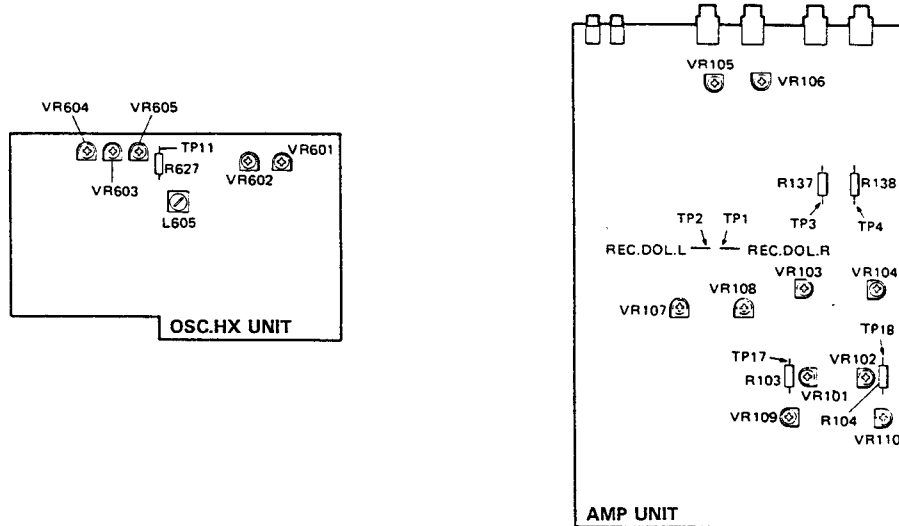 VR604
VR605
TP11
R627
VR603
VR602
VR601
L605
OSC.HX UNIT
VR105
VR106
R137
R138
TP3
TP4
TP2
TP1
REC.DOL.L
REC.DOL.R
VR103
VR104
VR107
VR108
TP18
TP17
VR102
R103
VR101
R104
VR109
VR110
AMP UNIT